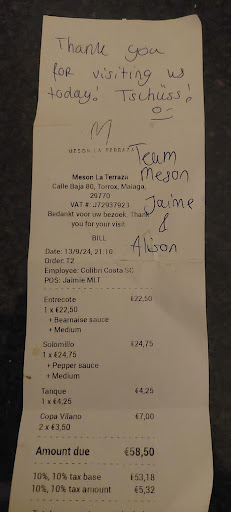 Thank you
for visiting us
today! Tschüss!
M
MESON LA TERRAZA
Team
Meson
Jaime
&
Alison
Meson La Terraza
Calle Baja 80, Torrox, Malaga,
29770
VAT #: J72937923
Bedankt voor uw bezoek. Thank
you for your visit
BILL
Date: 13/9/24, 21:10
Order: T2
Employee: Colibri Costa SC
POS: Jaimie MLT
Entrecote €22,50
1 x €22,50
+ Bearnaise sauce
+ Medium
Solomillo €24,75
1 x €24,75
+ Pepper sauce
+ Medium
Tanque €4,25
1 x €4,25
Copa Vilano €7,00
2 x €3,50
Amount due €58,50
10%, 10% tax base €53,18
10%, 10% tax amount €5,32